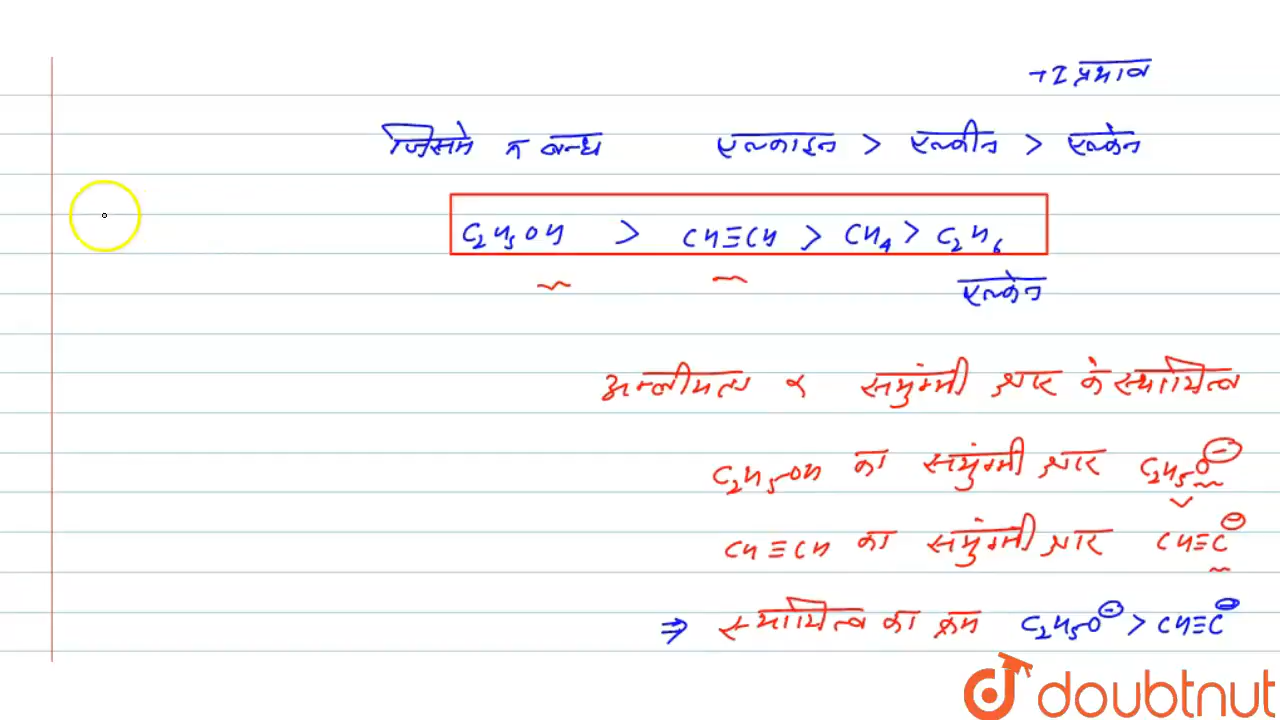 +I प्रभाव
जिसमे π बन्ध एल्काइन > एल्कीन > एल्केन
C₂H₅OH > CH≡CH > CH₄ > C₂H₆
एल्केन
अम्लीयता ∝ संयुग्मी क्षार के स्थायित्व
C₂H₅-OH का संयुग्मी क्षार C₂H₅O⊖
CH≡CH का संयुग्मी क्षार CH≡C⊖
⇒ स्थायित्व का क्रम C₂H₅O⊖ > CH≡C⊖
doubtnut